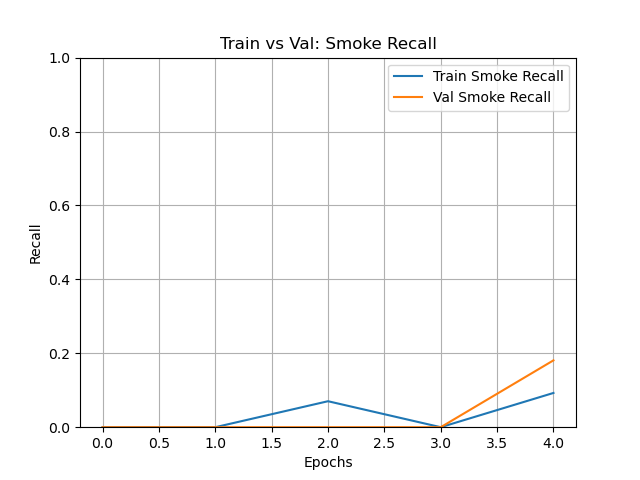 Train vs Val: Smoke Recall
Train Smoke Recall
Val Smoke Recall
1.0
0.8
0.6
0.4
0.2
0.0
Recall
0.0 0.5 1.0 1.5 2.0 2.5 3.0 3.5 4.0
Epochs